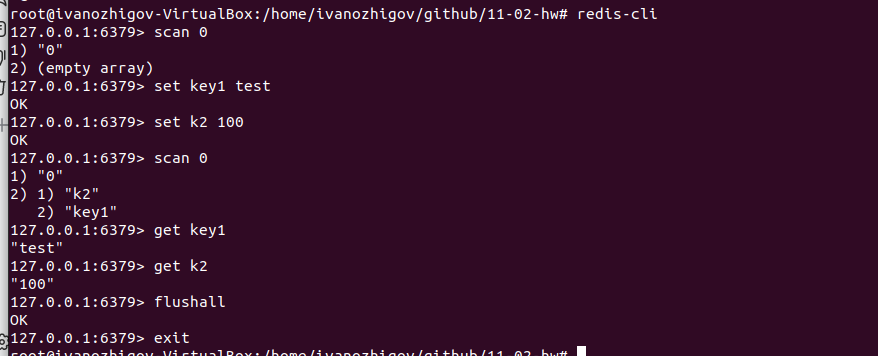 root@ivanozhigov-VirtualBox:/home/ivanozhigov/github/11-02-hw# redis-cli
127.0.0.1:6379> scan 0
1) "0"
2) (empty array)
127.0.0.1:6379> set key1 test
OK
127.0.0.1:6379> set k2 100
OK
127.0.0.1:6379> scan 0
1) "0"
2) 1) "k2"
   2) "key1"
127.0.0.1:6379> get key1
"test"
127.0.0.1:6379> get k2
"100"
127.0.0.1:6379> flushall
OK
127.0.0.1:6379> exit
root@ivanozhigov-VirtualBox:/home/ivanozhigov/github/11-02-hw#